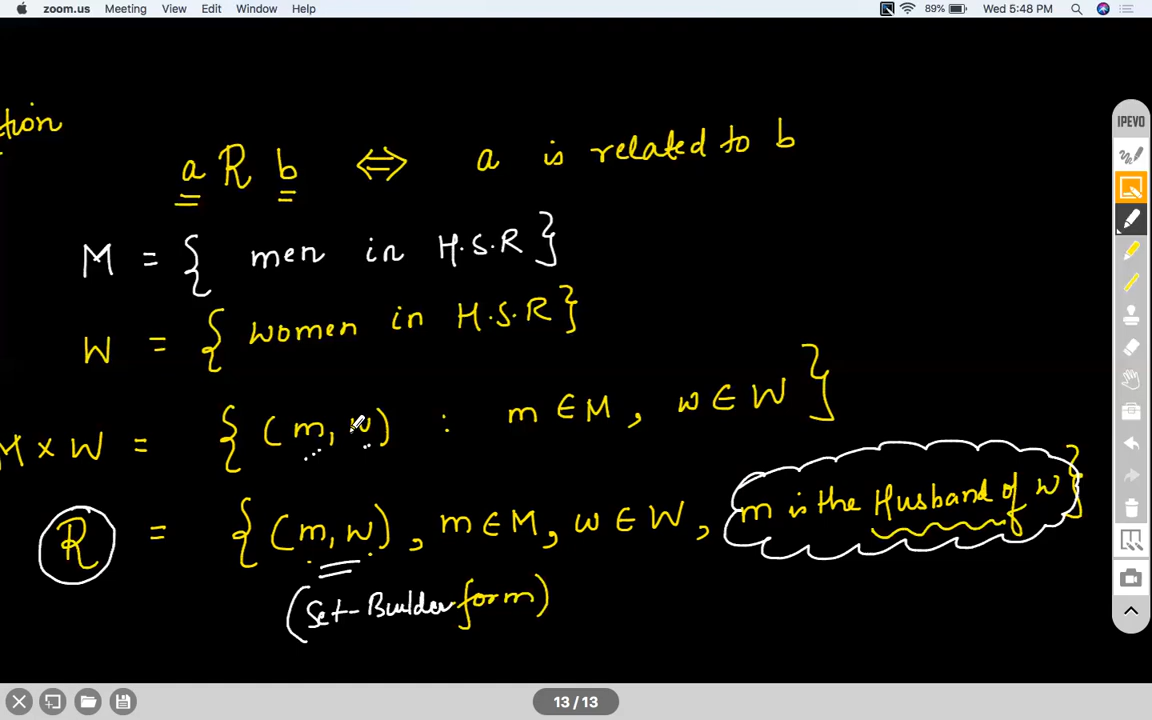 zoom.us Meeting View Edit Window Help 89% Wed 5:48 PM
IPEVO
tion
a R b ⇔ a is related to b
M = { men in H.S.R }
W = { women in H.S.R }
M x W = { (m, w) : m ∈ M , w ∈ W }
R = { (m, w) , m ∈ M, w ∈ W , m is the Husband of w }
(Set-Builder form)
13 / 13